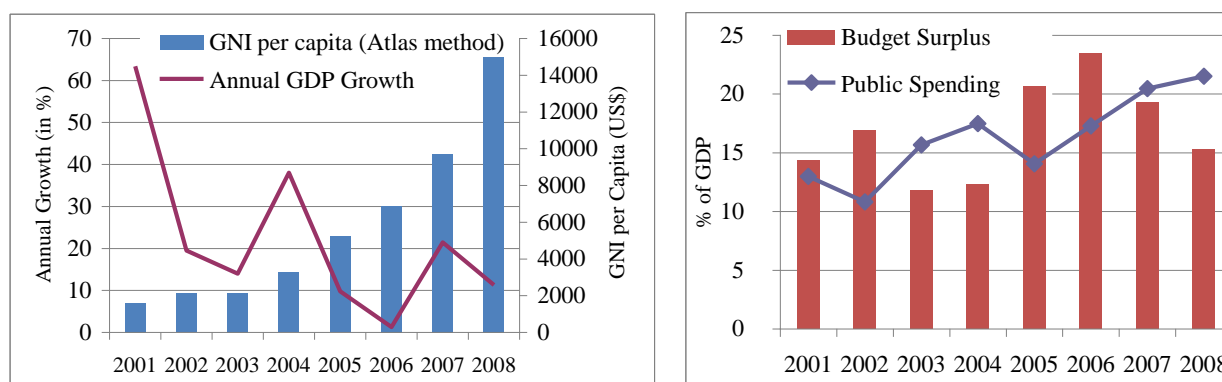 GNI per capita (Atlas method)
Annual GDP Growth
Annual Growth (in %)
70
60
50
40
30
20
10
0
GNI per Capita (US$)
16000
14000
12000
10000
8000
6000
4000
2000
0
2001 2002 2003 2004 2005 2006 2007 2008
Budget Surplus
Public Spending
% of GDP
25
20
15
10
5
0
2001 2002 2003 2004 2005 2006 2007 2008